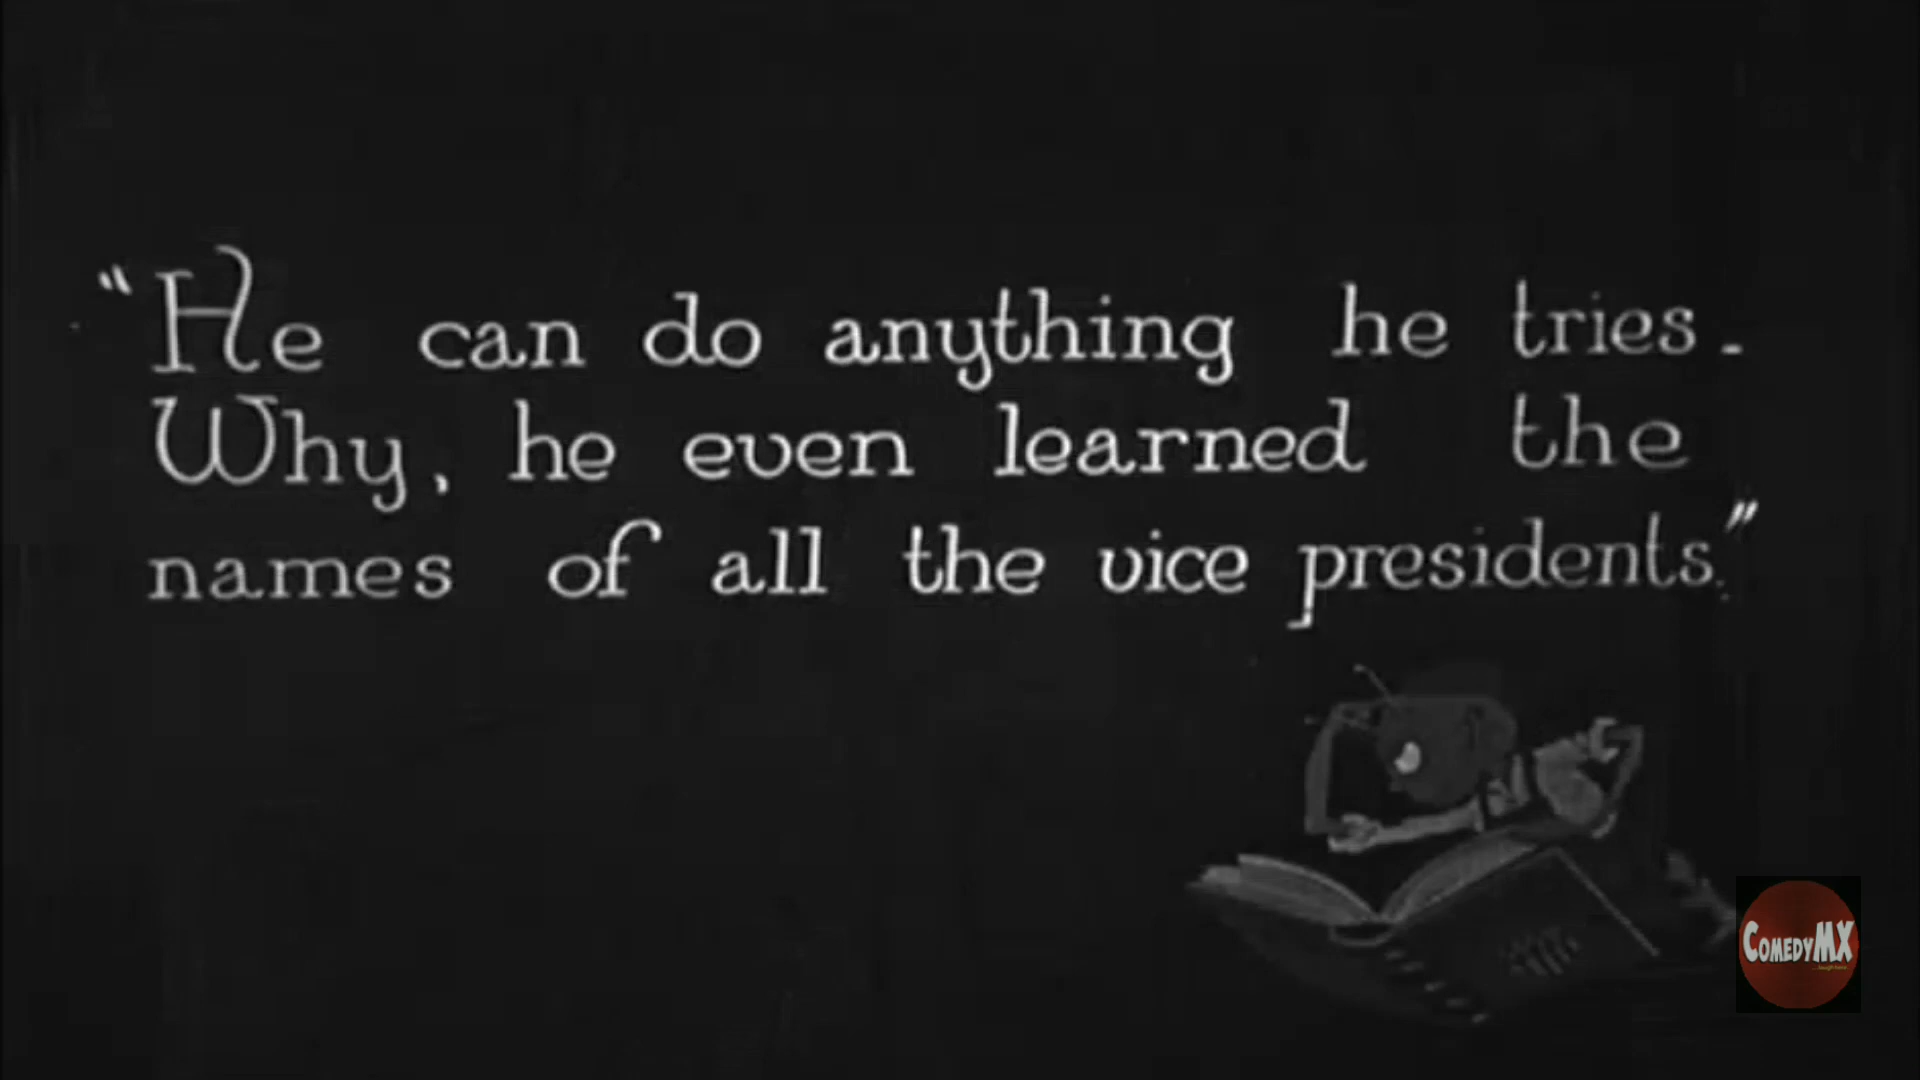 "He can do anything he tries-
Why, he even learned the
names of all the vice presidents."
COMEDYMX